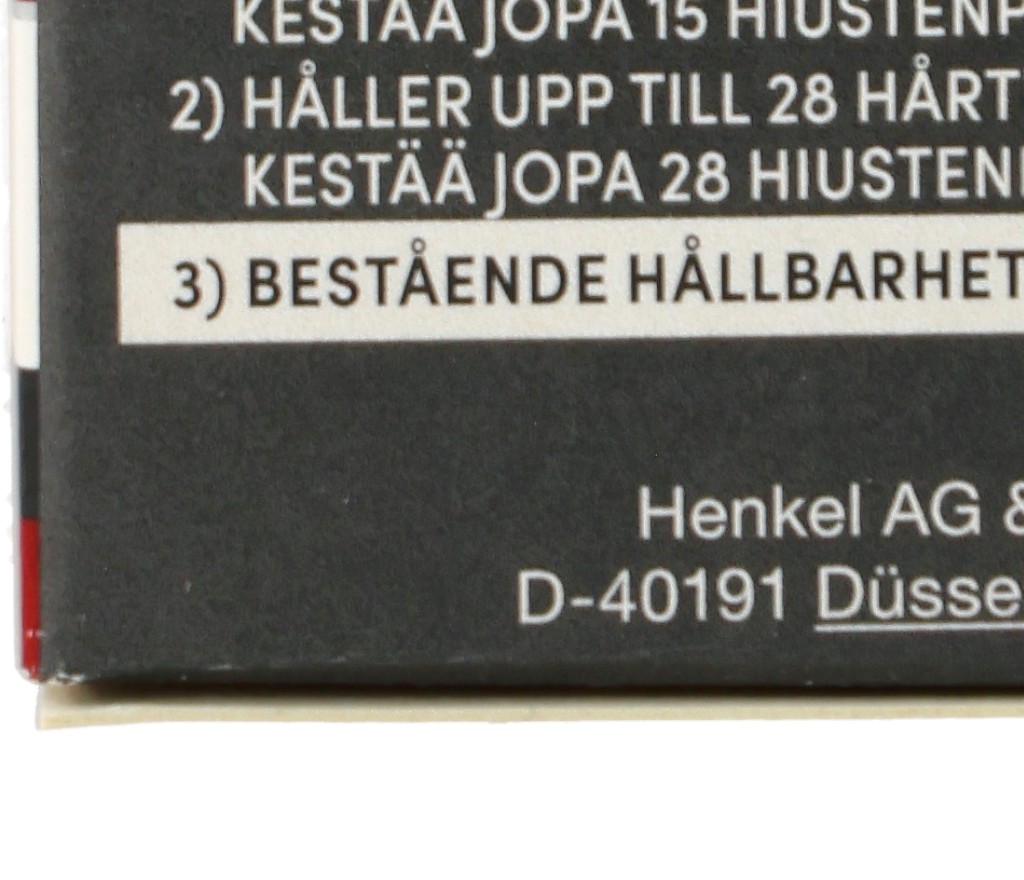 KESTÄÄ JOPA 15 HIUSTENP
2) HÅLLER UPP TILL 28 HÅRT
KESTÄÄ JOPA 28 HIUSTEN
3) BESTÅENDE HÅLLBARHET
Henkel AG &
D-40191 Düsse